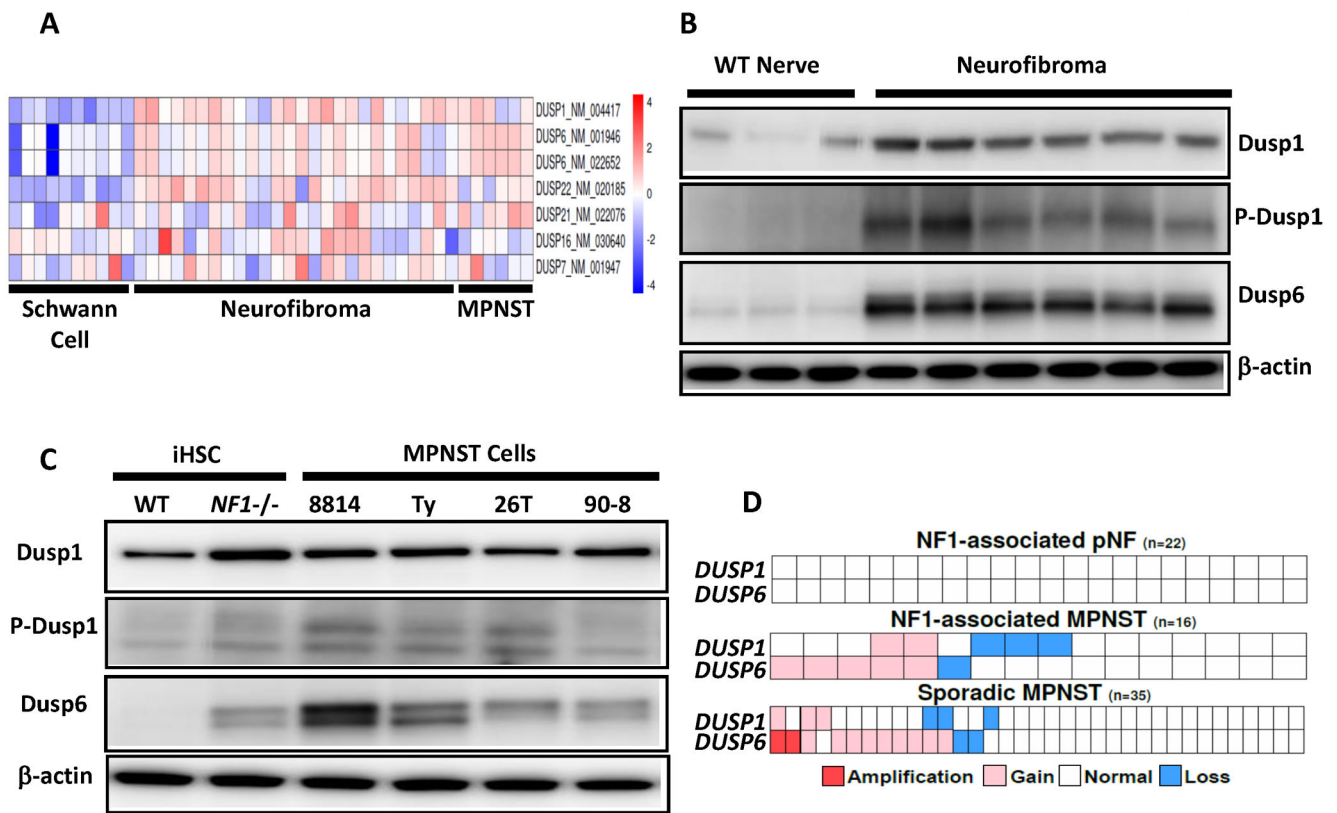 A
DUSP1_NM_004417
DUSP6_NM_001946
DUSP6_NM_022652
DUSP22_NM_020185
DUSP21_NM_022076
DUSP16_NM_030640
DUSP7_NM_001947
4
2
0
-2
-4
Schwann
Cell
Neurofibroma
MPNST
B
WT Nerve
Neurofibroma
Dusp1
P-Dusp1
Dusp6
β-actin
C
iHSC
MPNST Cells
WT
NF1-/-
8814
Ty
26T
90-8
Dusp1
P-Dusp1
Dusp6
β-actin
D
NF1-associated pNF (n=22)
DUSP1
DUSP6
NF1-associated MPNST (n=16)
DUSP1
DUSP6
Sporadic MPNST (n=35)
DUSP1
DUSP6
Amplification Gain Normal Loss